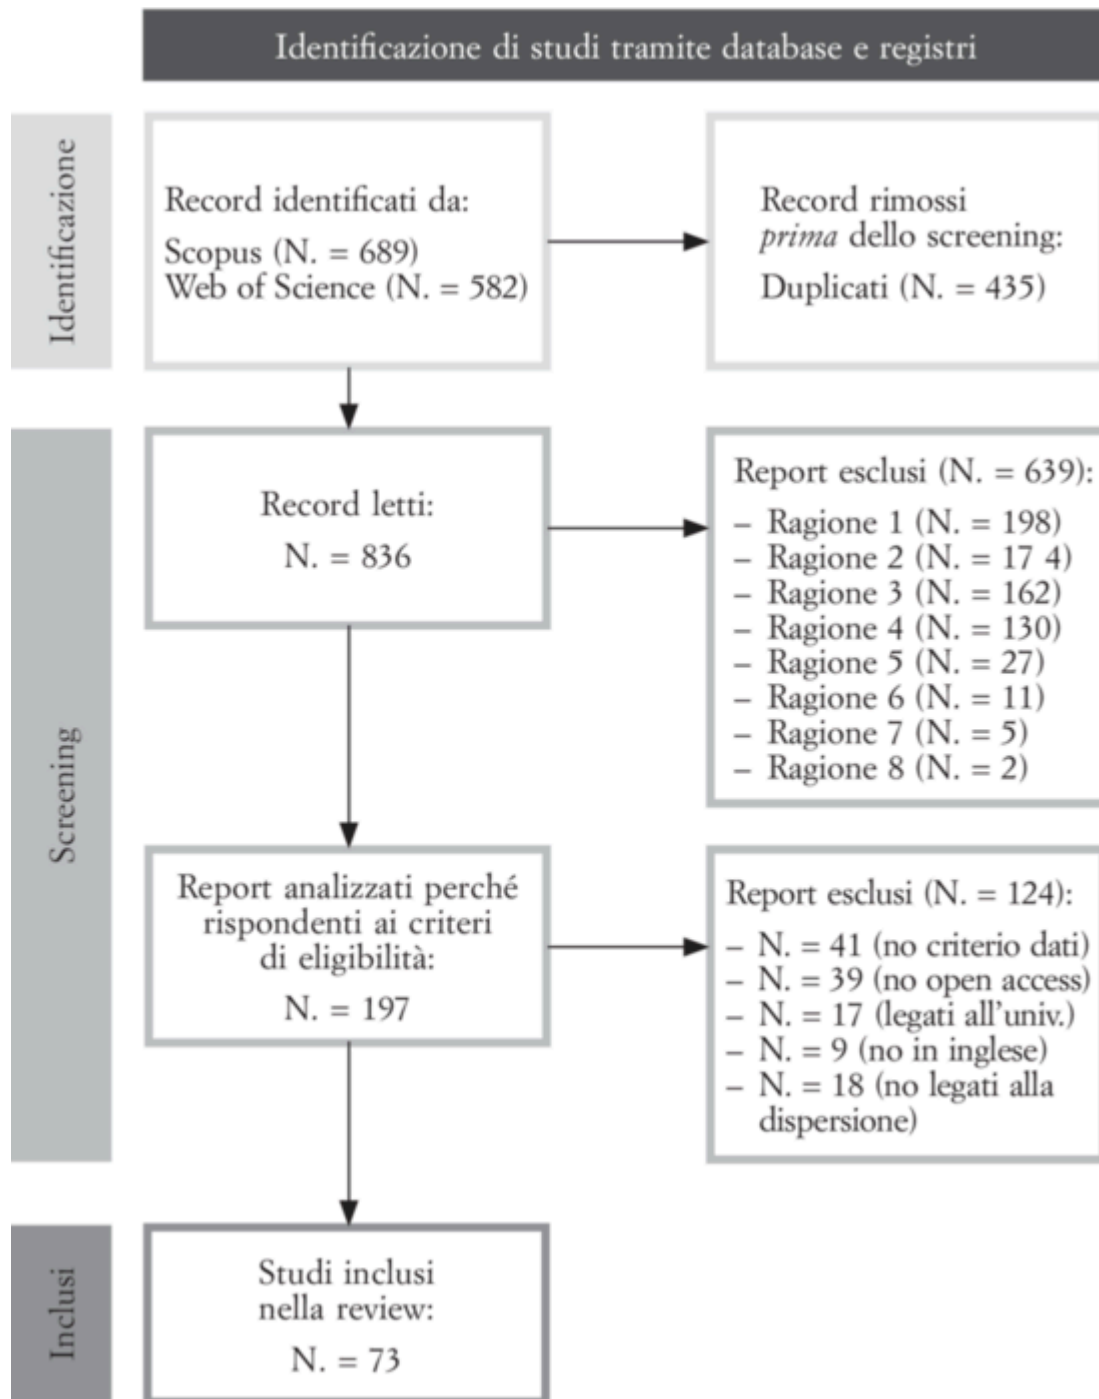 Identificazione di studi tramite database e registri
Identificazione
Record identificati da:
Scopus (N. = 689)
Web of Science (N. = 582)
Record rimossi
prima dello screening:
Duplicati (N. = 435)
Screening
Record letti:
N. = 836
Report esclusi (N. = 639):
– Ragione 1 (N. = 198)
– Ragione 2 (N. = 17 4)
– Ragione 3 (N. = 162)
– Ragione 4 (N. = 130)
– Ragione 5 (N. = 27)
– Ragione 6 (N. = 11)
– Ragione 7 (N. = 5)
– Ragione 8 (N. = 2)
Report analizzati perché
rispondenti ai criteri
di eligibilità:
N. = 197
Report esclusi (N. = 124):
– N. = 41 (no criterio dati)
– N. = 39 (no open access)
– N. = 17 (legati all'univ.)
– N. = 9 (no in inglese)
– N. = 18 (no legati alla
dispersione)
Inclusi
Studi inclusi
nella review:
N. = 73